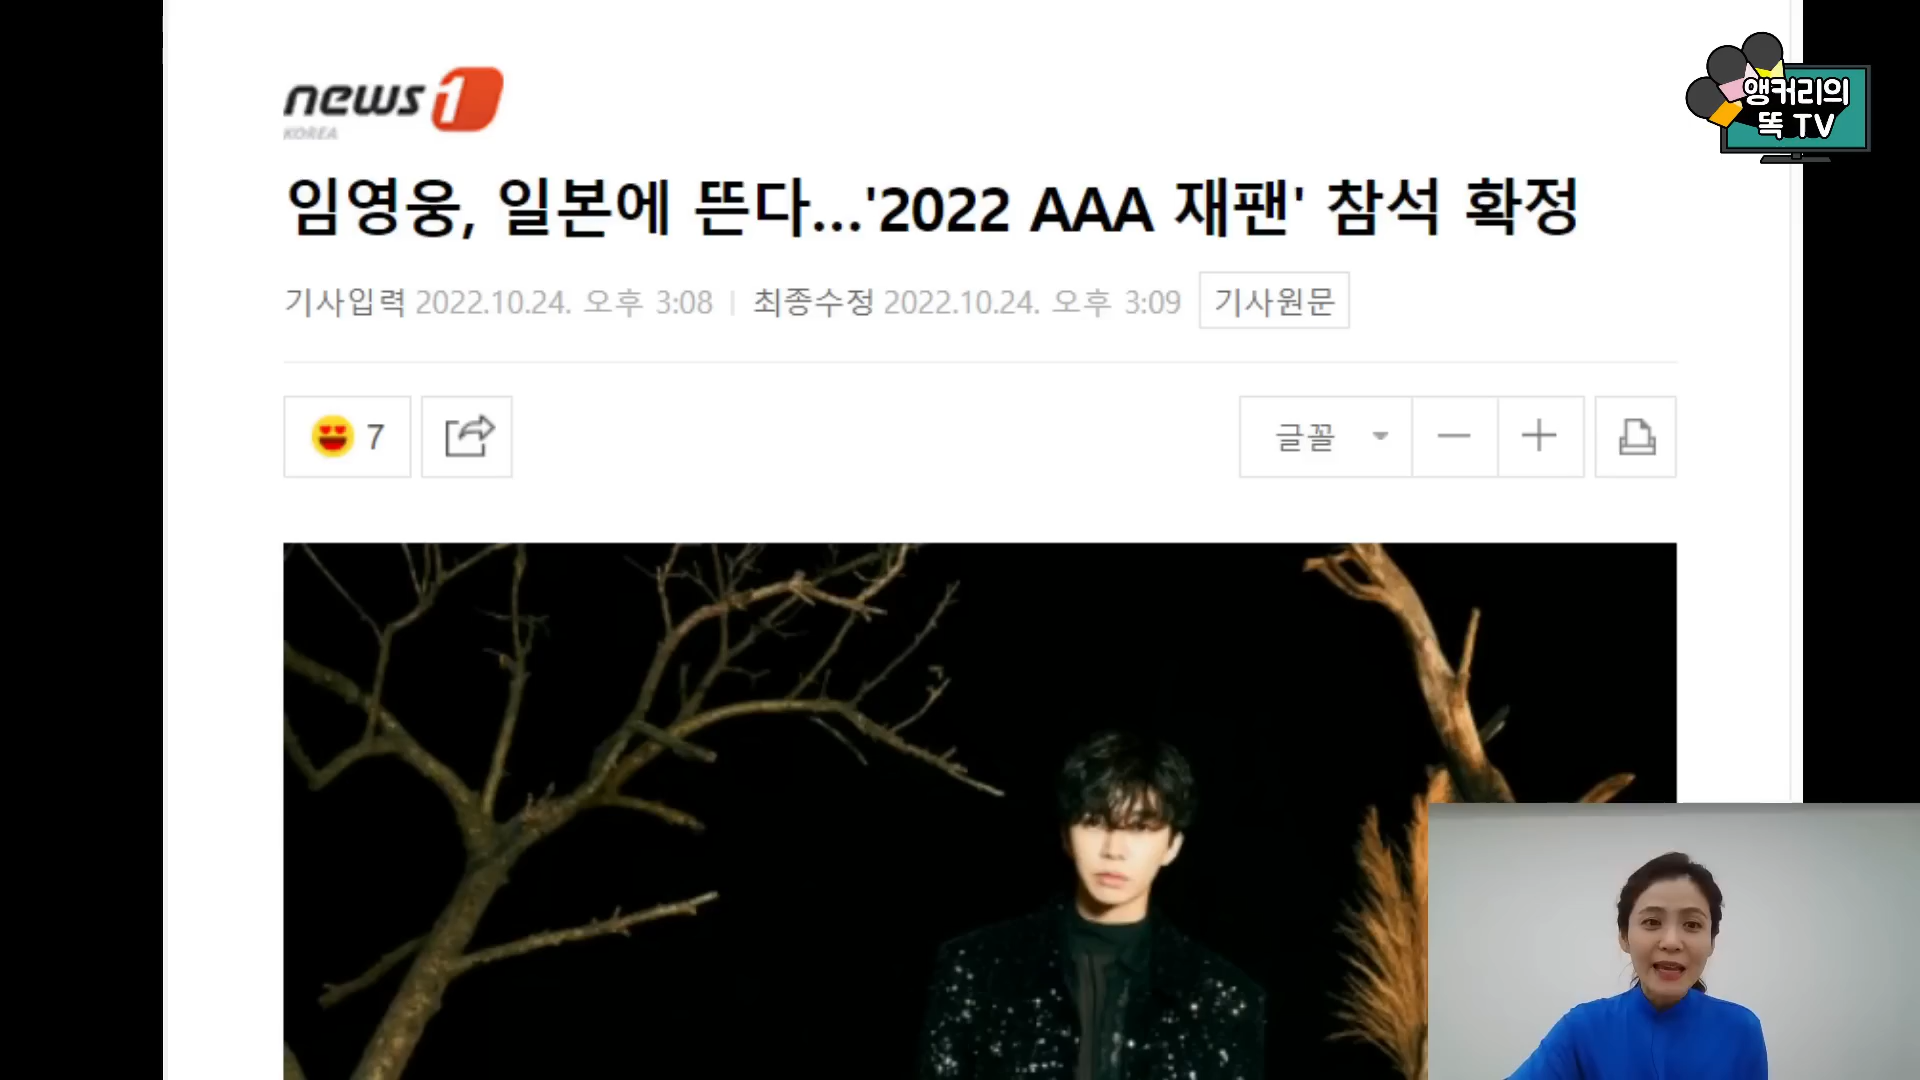 news1
KOREA
앵커리의
똑 TV
임영웅, 일본에 뜬다...'2022 AAA 재팬' 참석 확정
기사입력 2022.10.24. 오후 3:08 최종수정 2022.10.24. 오후 3:09 기사원문
7 글꼴